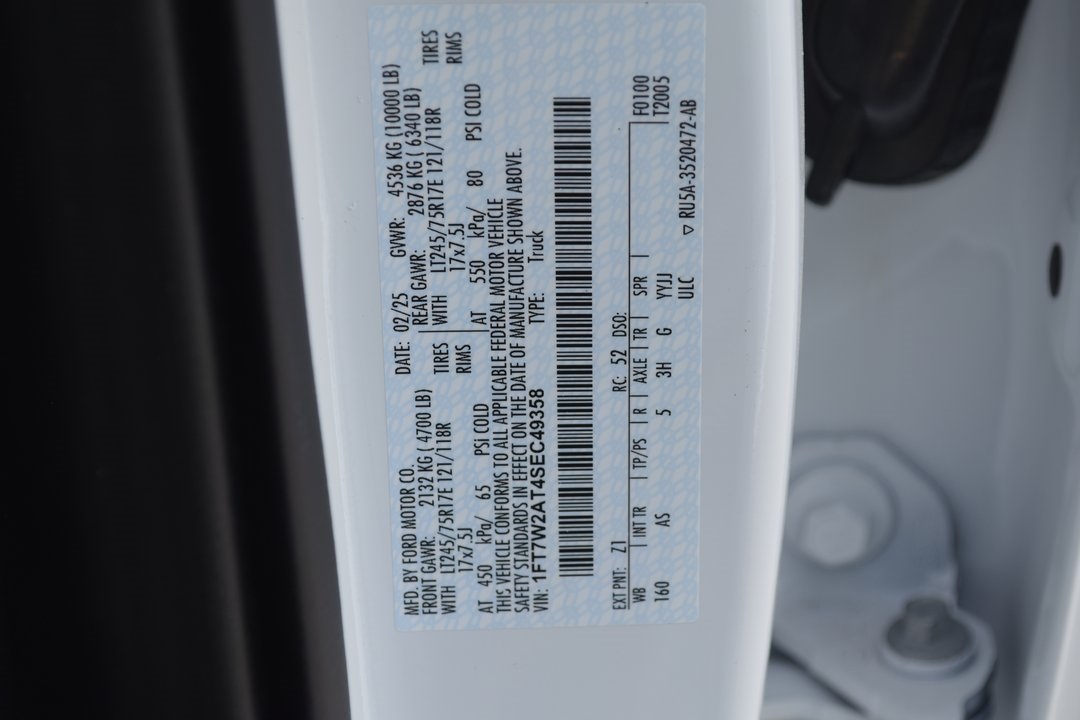 MFD. BY FORD MOTOR CO.
DATE: 02/25 GVWR: 4536 KG (10000 LB)
FRONT GAWR: 2132 KG ( 4700 LB)
REAR GAWR: 2876 KG ( 6340 LB)
WITH LT245/75R17E 121/118R TIRES
WITH LT245/75R17E 121/118R TIRES
17x7.5J RIMS
17x7.5J RIMS
AT 450 kPa/ 65 PSI COLD
AT 550 kPa/ 80 PSI COLD
THIS VEHICLE CONFORMS TO ALL APPLICABLE FEDERAL MOTOR VEHICLE
SAFETY STANDARDS IN EFFECT ON THE DATE OF MANUFACTURE SHOWN ABOVE.
VIN: 1FT7W2AT4SEC49358 TYPE: Truck
EXT PNT: Z1 RC: 52 DSO: F0100
WB INT TR TP/PS R AXLE TR SPR T2005
160 AS 5 3H G YYJJ
ULC ▽ RU5A-3520472-AB